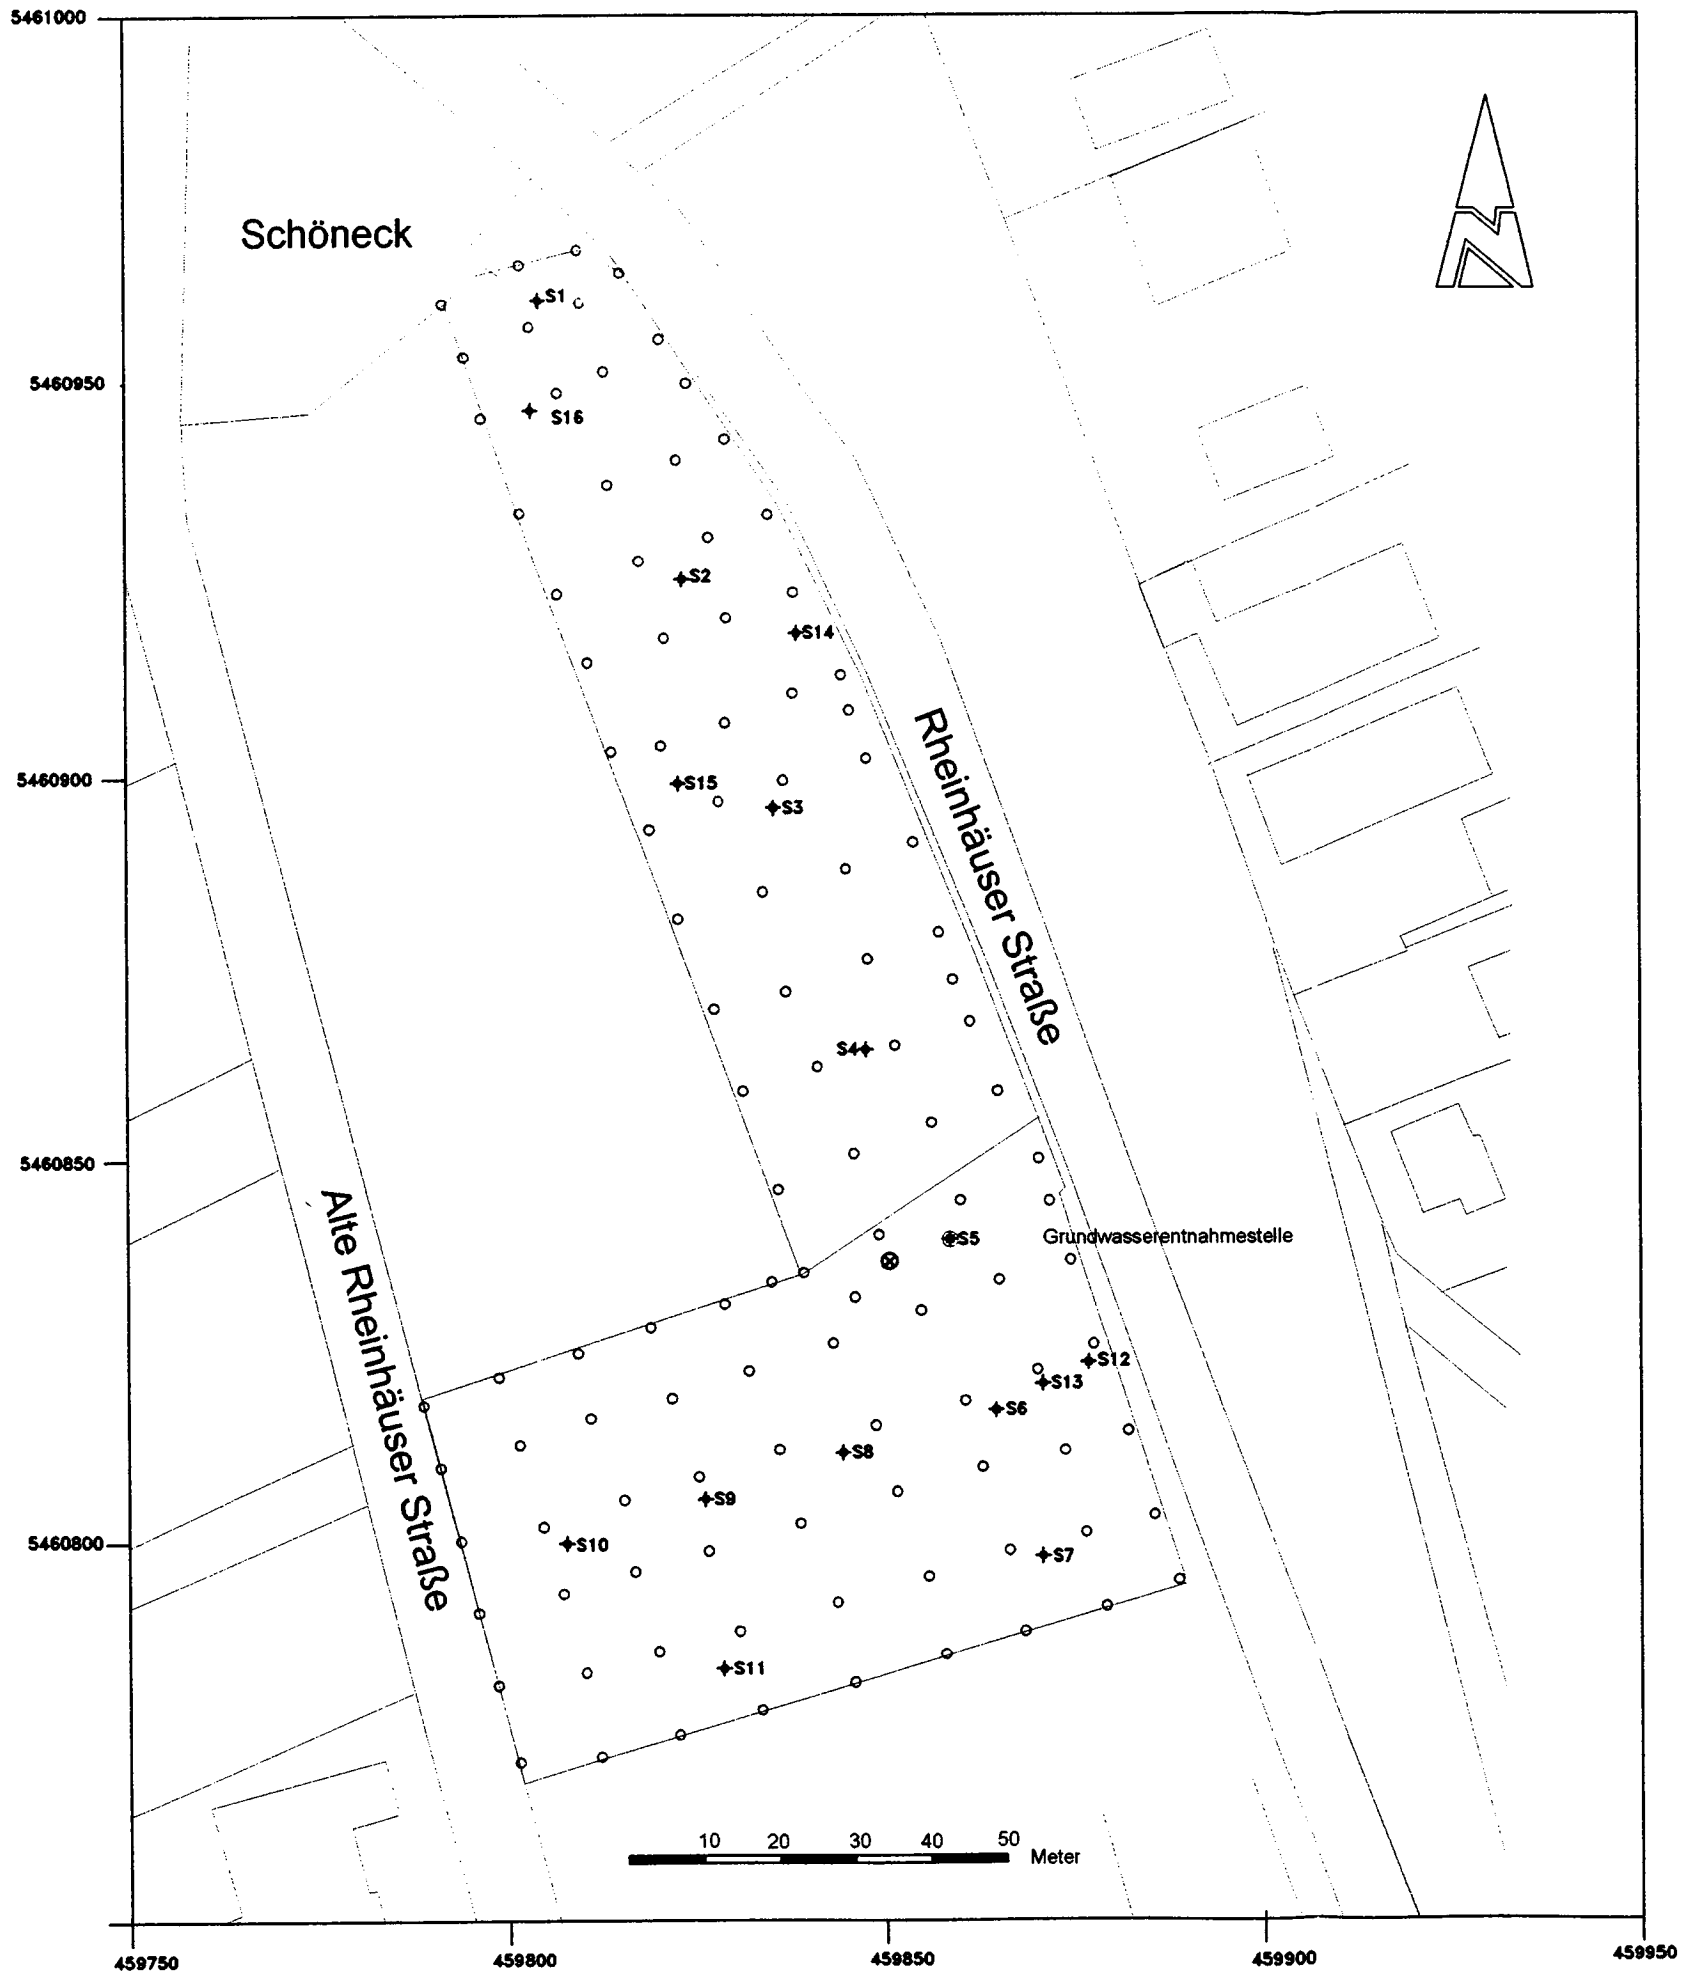 5461000
Schöneck
S1
5460950
S16
S2
S14
Rheinhäuser Straße
5460900
S15
S3
S4
5460850
Alte Rheinhäuser Straße
S5
Grundwasserentnahmestelle
S12
S13
S6
S8
S9
5460800
S10
S7
S11
10 20 30 40 50
Meter
459750 459800 459850 459900 459950